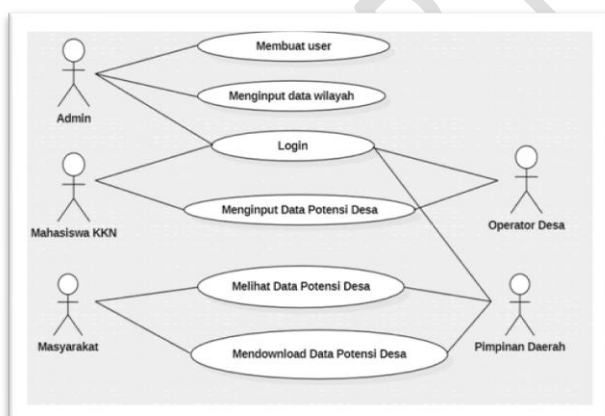 Membuat user
Menginput data wilayah
Admin
Login
Mahasiswa KKN
Menginput Data Potensi Desa
Operator Desa
Melihat Data Potensi Desa
Masyarakat
Mendownload Data Potensi Desa
Pimpinan Daerah